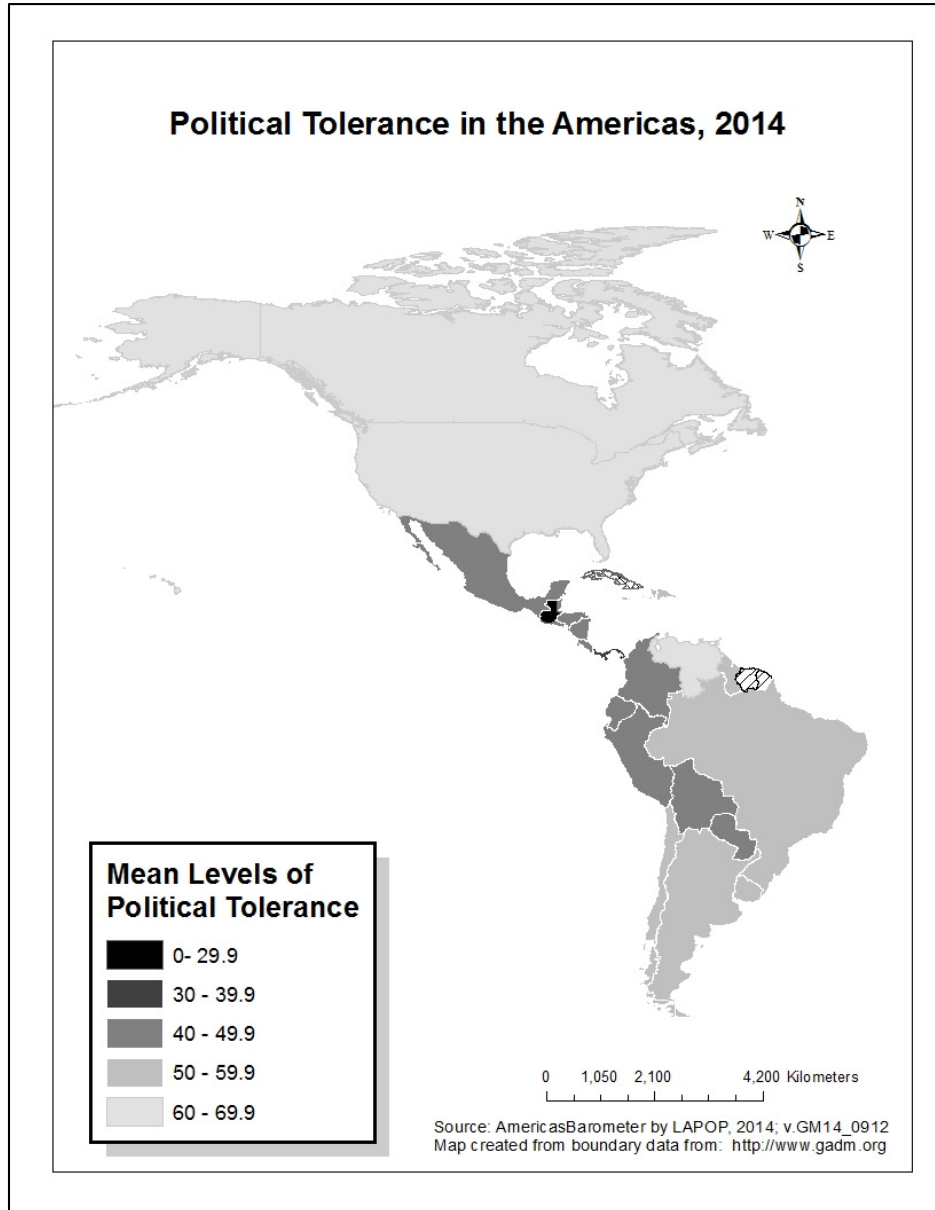 Political Tolerance in the Americas, 2014
N
W E
S
Mean Levels of
Political Tolerance
0- 29.9
30 - 39.9
40 - 49.9
50 - 59.9
60 - 69.9
0 1,050 2,100 4,200 Kilometers
Source: AmericasBarometer by LAPOP, 2014; v.GM14_0912
Map created from boundary data from: http://www.gadm.org